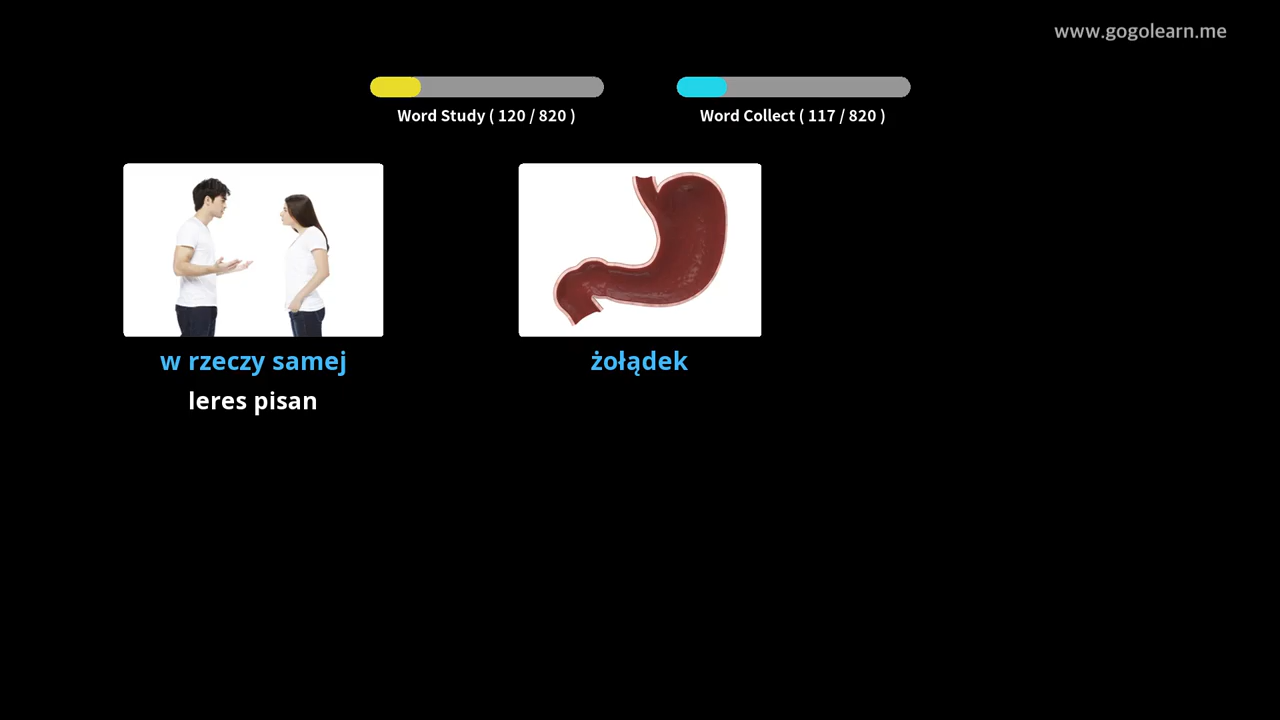 www.gogolearn.me
Word Study ( 120 / 820 )
Word Collect ( 117 / 820 )
w rzeczy samej
żołądek
leres pisan